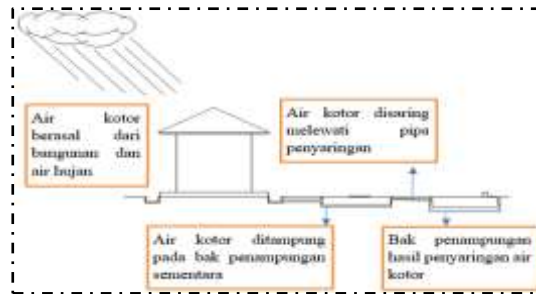 Air kotor
berasal dari
bangunan dan
air hujan
Air kotor disaring
melewati pipa
penyaringan
Air kotor ditampung
pada bak penampungan
sementara
Bak penampungan
hasil penyaringan air
kotor